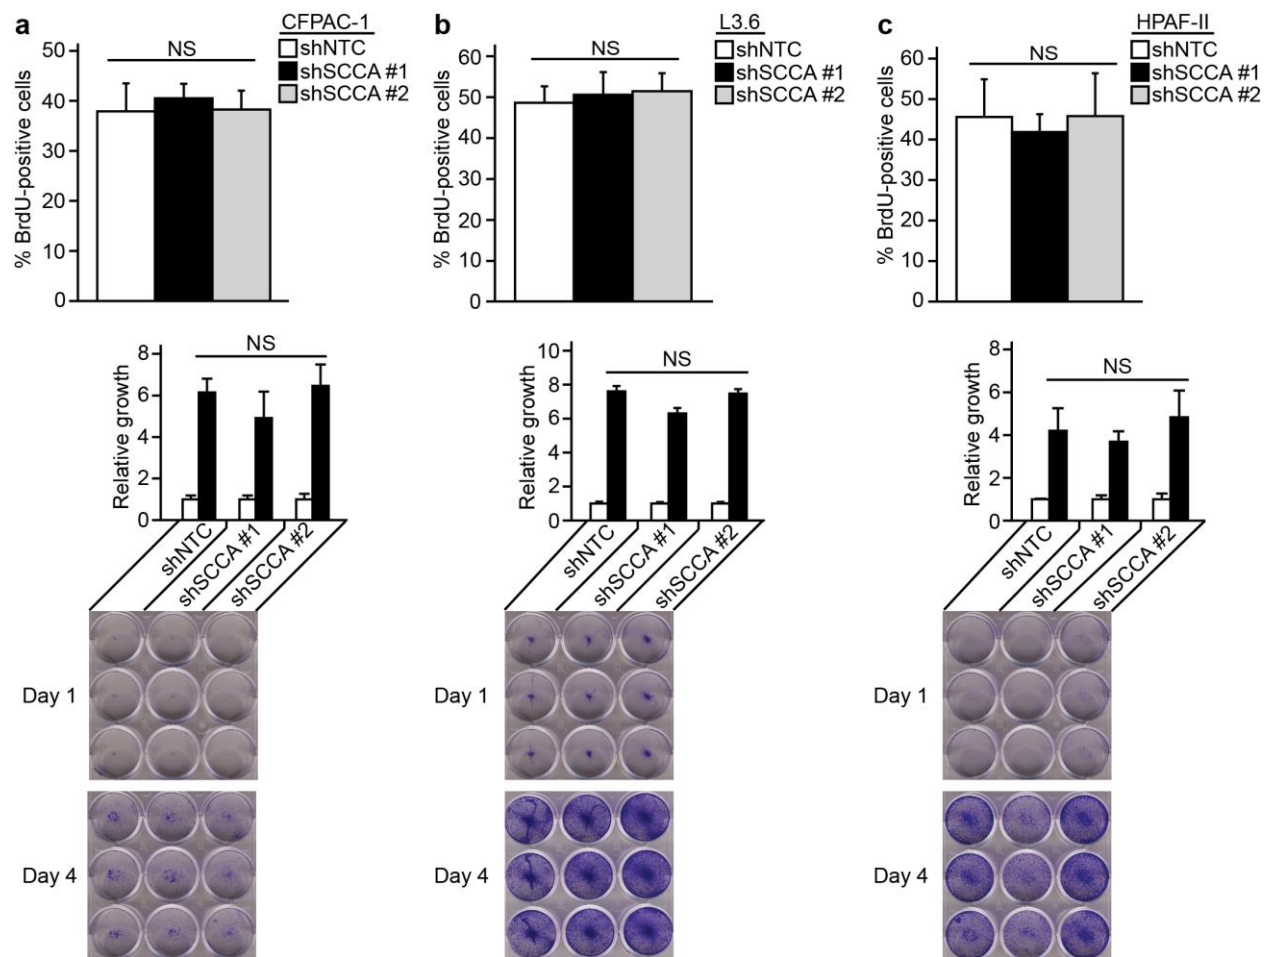 a
CFPAC-1
shNTC
shSCCA #1
shSCCA #2
NS
% BrdU-positive cells
50
40
30
20
10
0
NS
Relative growth
8
6
4
2
0
shNTC
shSCCA #1
shSCCA #2
Day 1
Day 4
b
L3.6
shNTC
shSCCA #1
shSCCA #2
NS
% BrdU-positive cells
60
50
40
30
20
10
0
NS
Relative growth
10
8
6
4
2
0
shNTC
shSCCA #1
shSCCA #2
Day 1
Day 4
c
HPAF-II
shNTC
shSCCA #1
shSCCA #2
NS
% BrdU-positive cells
60
50
40
30
20
10
0
NS
Relative growth
8
6
4
2
0
shNTC
shSCCA #1
shSCCA #2
Day 1
Day 4